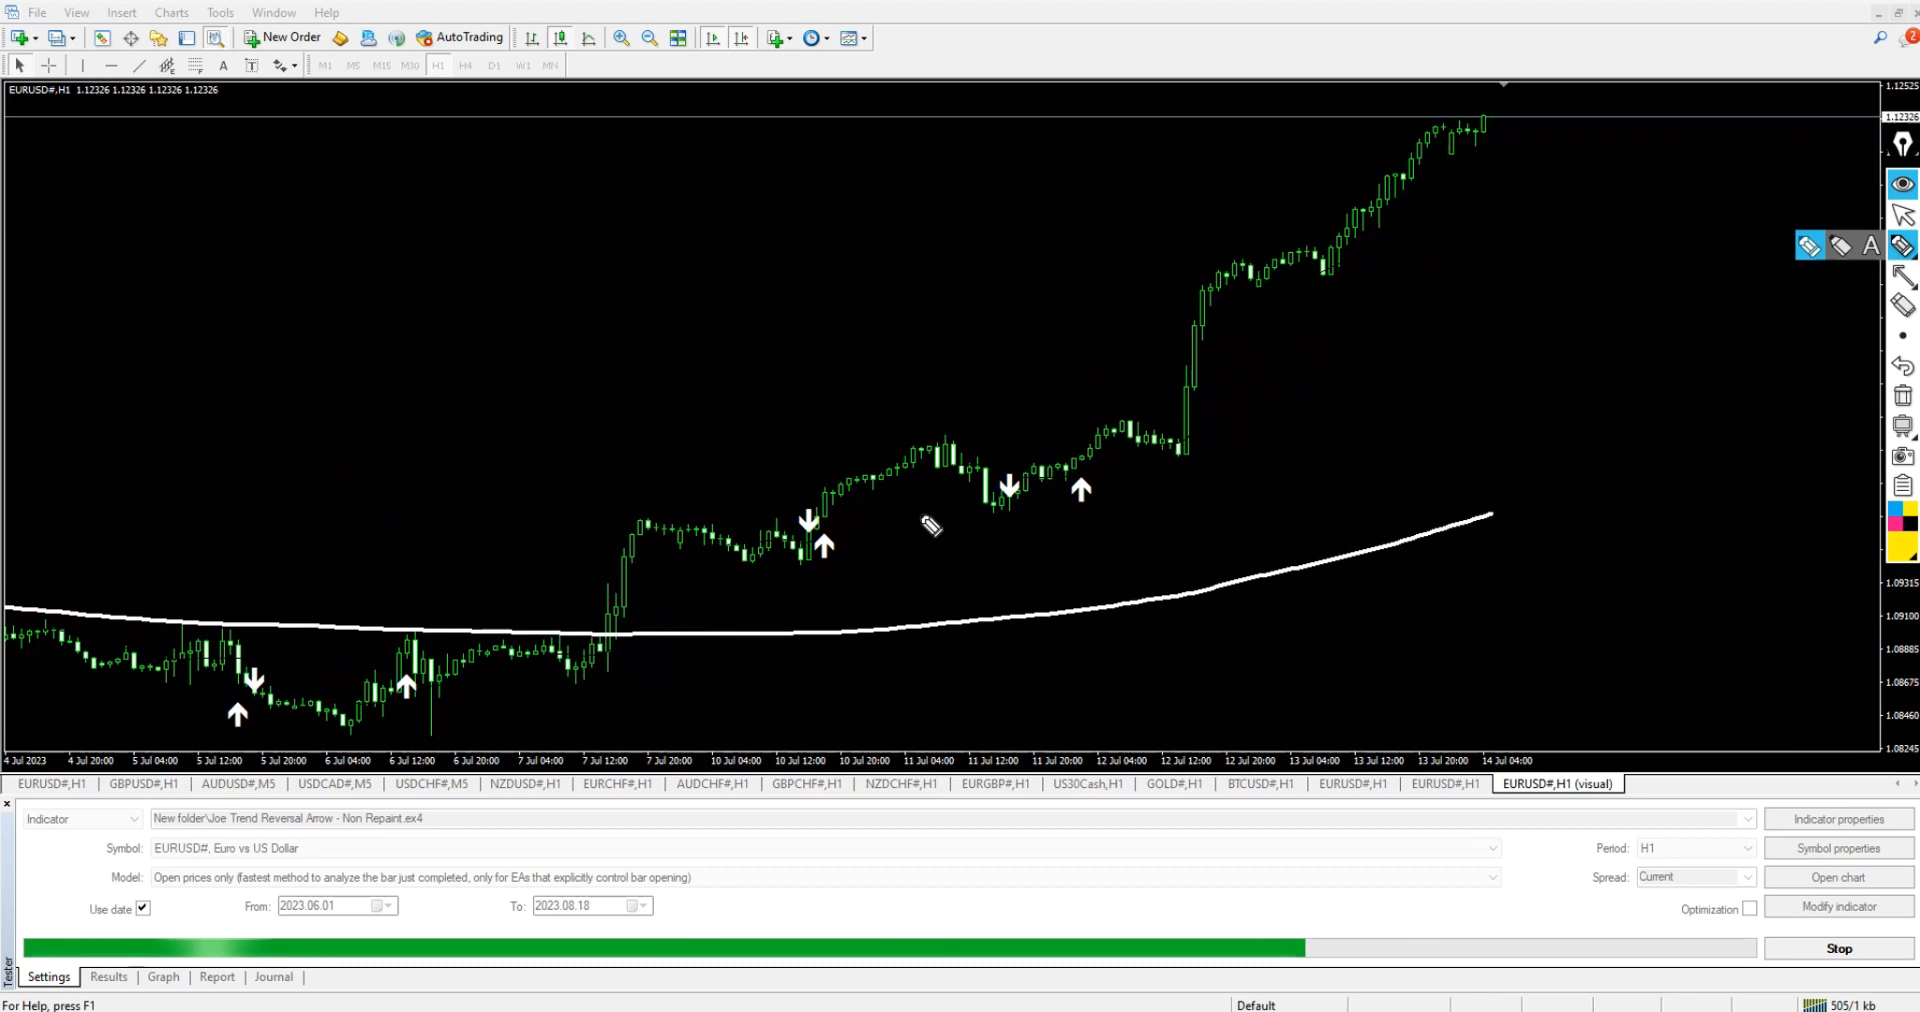 File View Insert Charts Tools Window Help
New Order AutoTrading
A T M1 M5 M15 M30 H1 H4 D1 W1 MN
2
EURUSD#,H1 1.12326 1.12326 1.12326 1.12326
1.12525
1.12326
A
1.09315
1.09100
1.08885
1.08675
1.08460
1.08245
4 Jul 2023 4 Jul 20:00 5 Jul 04:00 5 Jul 12:00 5 Jul 20:00 6 Jul 04:00 6 Jul 12:00 6 Jul 20:00 7 Jul 04:00 7 Jul 12:00 7 Jul 20:00 10 Jul 04:00 10 Jul 12:00 10 Jul 20:00 11 Jul 04:00 11 Jul 12:00 11 Jul 20:00 12 Jul 04:00 12 Jul 12:00 12 Jul 20:00 13 Jul 04:00 13 Jul 12:00 13 Jul 20:00 14 Jul 04:00
EURUSD#,H1 GBPUSD#,H1 AUDUSD#,M5 USDCAD#,M5 USDCHF#,M5 NZDUSD#,H1 EURCHF#,H1 AUDCHF#,H1 GBPCHF#,H1 NZDCHF#,H1 EURGBP#,H1 US30Cash,H1 GOLD#,H1 BTCUSD#,H1 EURUSD#,H1 EURUSD#,H1 EURUSD#,H1 (visual)
Indicator New folder\Joe Trend Reversal Arrow - Non Repaint.ex4 Indicator properties
Symbol: EURUSD#, Euro vs US Dollar Period: H1 Symbol properties
Model: Open prices only (fastest method to analyze the bar just completed, only for EAs that explicitly control bar opening) Spread: Current Open chart
Use date From: 2023.06.01 To: 2023.08.18 Optimization Modify indicator
Stop
Tester
Settings Results Graph Report Journal
For Help, press F1 Default 505/1 kb